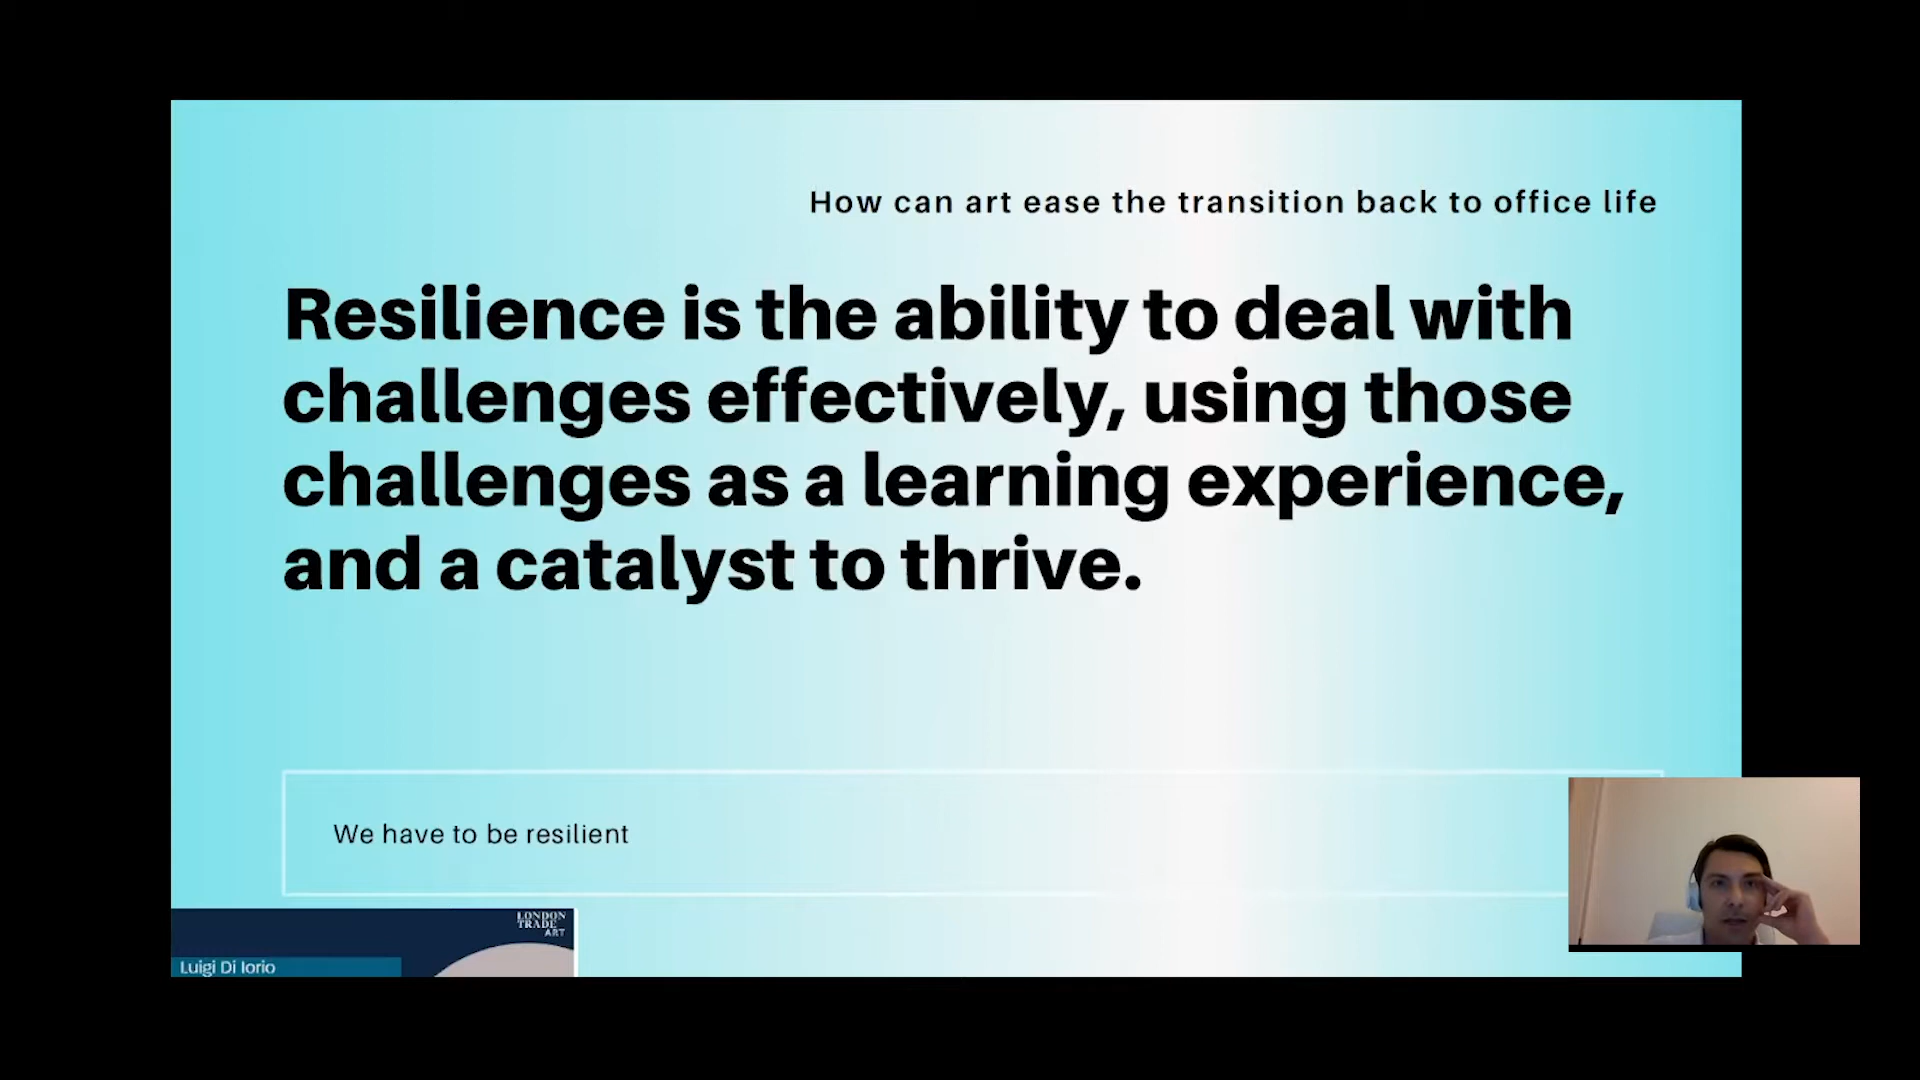 How can art ease the transition back to office life
Resilience is the ability to deal with
challenges effectively, using those
challenges as a learning experience,
and a catalyst to thrive.
We have to be resilient
LONDON
TRADE
ART
Luigi Di Iorio